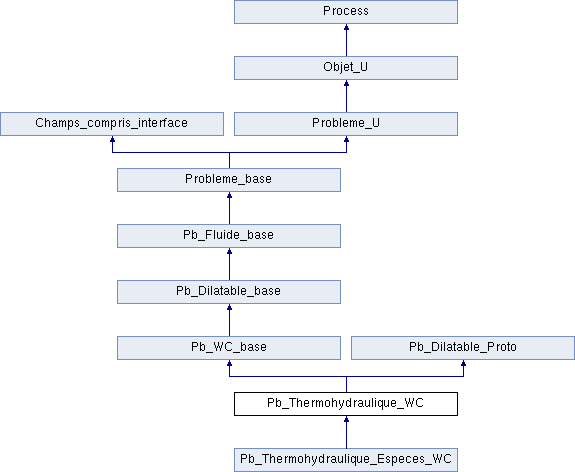 Process
Objet_U
Champs_compris_interface
Probleme_U
Probleme_base
Pb_Fluide_base
Pb_Dilatable_base
Pb_WC_base
Pb_Dilatable_Proto
Pb_Thermohydraulique_WC
Pb_Thermohydraulique_Especes_WC